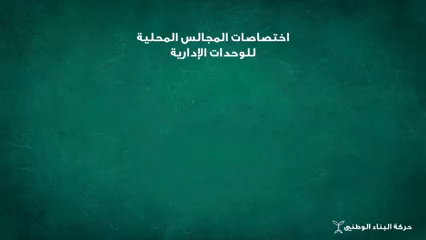 اختصاصات المجالس المحلية
للوحدات الإدارية
حركة البناء الوطني